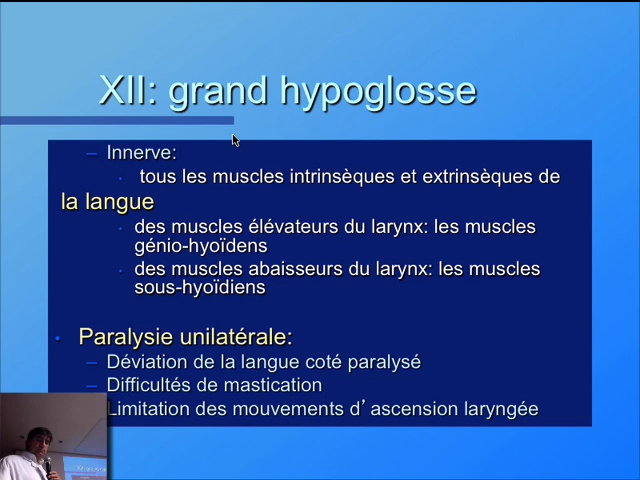 XII: grand hypoglosse
– Innerve:
· tous les muscles intrinsèques et extrinsèques de
la langue
· des muscles élévateurs du larynx: les muscles
génio-hyoïdens
· des muscles abaisseurs du larynx: les muscles
sous-hyoïdiens
· Paralysie unilatérale:
– Déviation de la langue coté paralysé
– Difficultés de mastication
Limitation des mouvements d’ascension laryngée